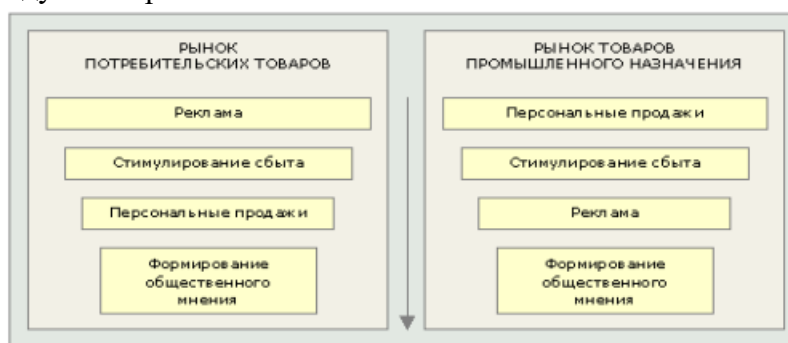 РЫНОК
ПОТРЕБИТЕЛЬСКИХ ТОВАРОВ
Реклама
Стимулирование сбыта
Персональные продажи
Формирование
общественного
мнения
РЫНОК ТОВАРОВ
ПРОМЫШЛЕННОГО НАЗНАЧЕНИЯ
Персональные продажи
Стимулирование сбыта
Реклама
Формирование
общественного
мнения